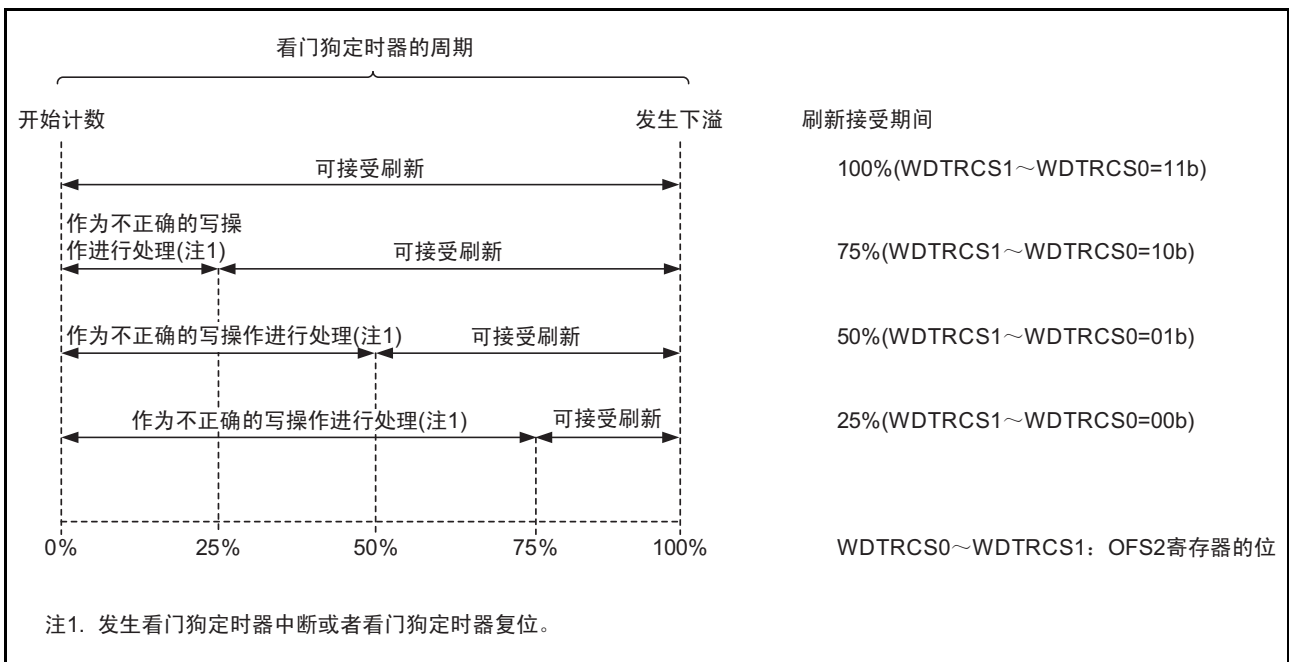 看门狗定时器的周期
开始计数 发生下溢 刷新接受期间
可接受刷新 100%(WDTRCS1～WDTRCS0=11b)
作为不正确的写操
作进行处理(注1) 可接受刷新 75%(WDTRCS1～WDTRCS0=10b)
作为不正确的写操作进行处理(注1) 可接受刷新 50%(WDTRCS1～WDTRCS0=01b)
作为不正确的写操作进行处理(注1) 可接受刷新 25%(WDTRCS1～WDTRCS0=00b)
0% 25% 50% 75% 100% WDTRCS0～WDTRCS1：OFS2寄存器的位
注1. 发生看门狗定时器中断或者看门狗定时器复位。